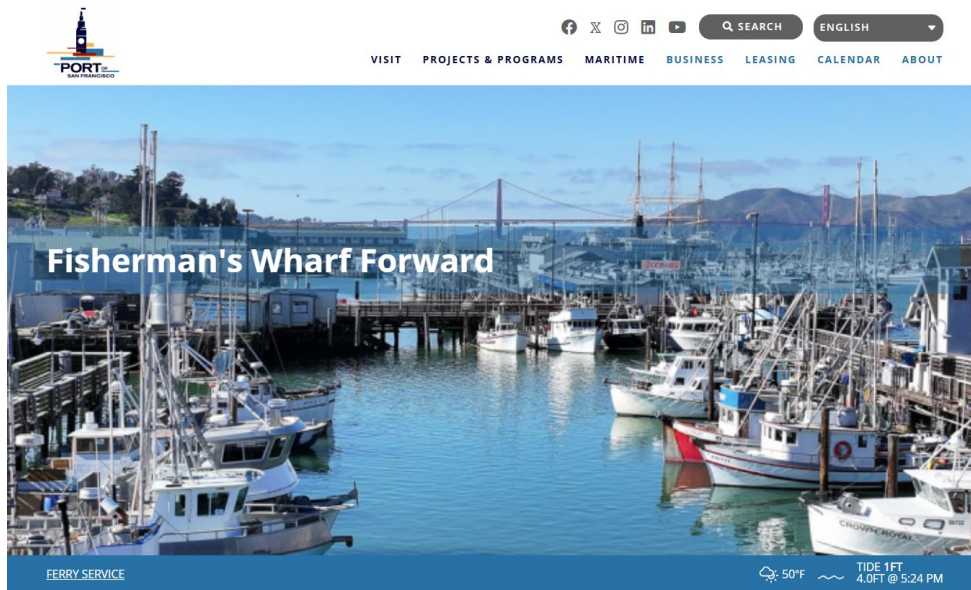 PORT OF
SAN FRANCISCO
SEARCH
ENGLISH
VISIT PROJECTS & PROGRAMS MARITIME BUSINESS LEASING CALENDAR ABOUT
Fisherman's Wharf Forward
CROWN ROYAL
FERRY SERVICE
50°F
TIDE 1FT
4.0FT @ 5:24 PM